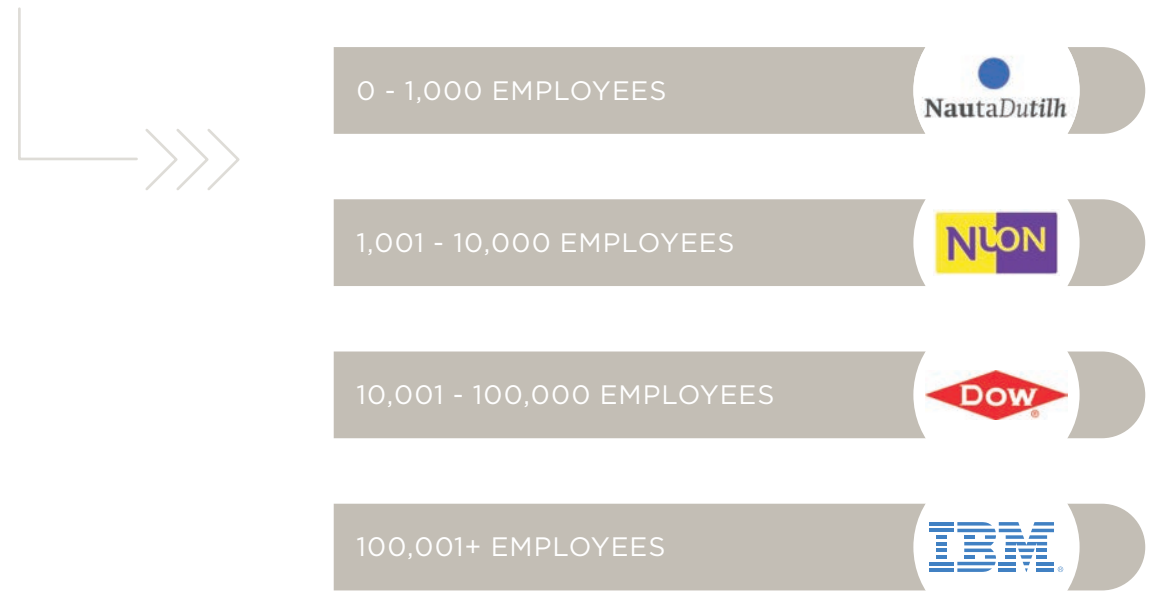 0 - 1,000 EMPLOYEES
NautaDutilh
1,001 - 10,000 EMPLOYEES
NUON
10,001 - 100,000 EMPLOYEES
DOW
®
100,001+ EMPLOYEES
IBM
®